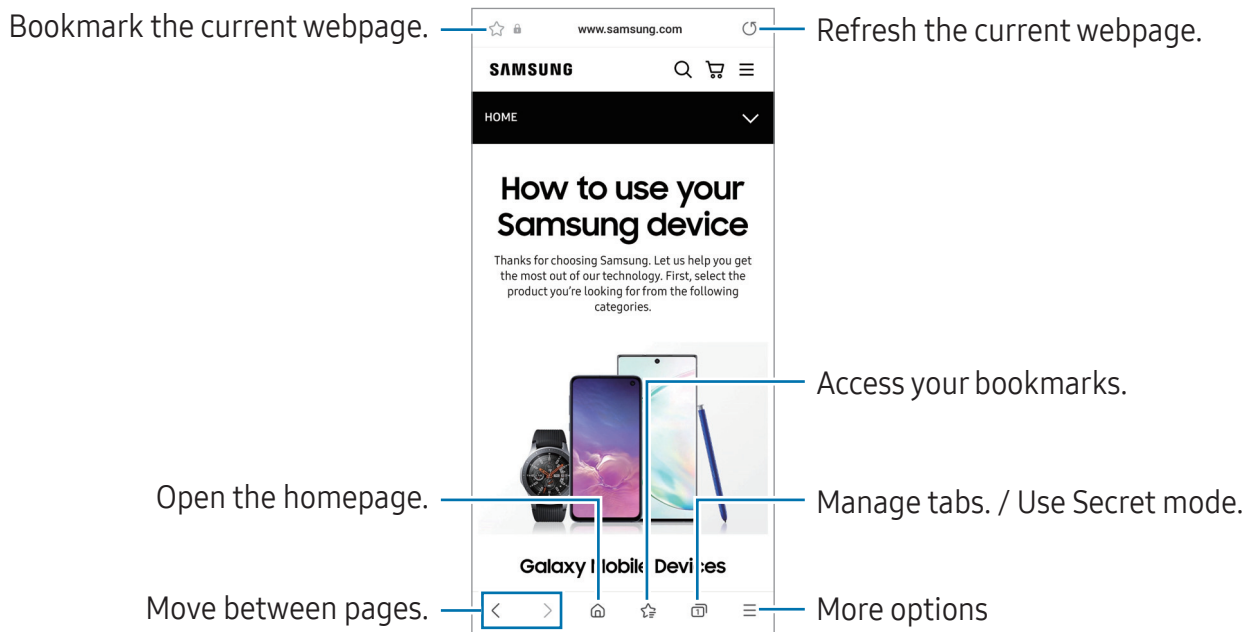 Bookmark the current webpage.
www.samsung.com
Refresh the current webpage.
SAMSUNG
HOME
How to use your
Samsung device
Thanks for choosing Samsung. Let us help you get
the most out of our technology. First, select the
product you're looking for from the following
categories.
Access your bookmarks.
Open the homepage.
Manage tabs. / Use Secret mode.
Galaxy Mobile Devices
Move between pages.
1
More options